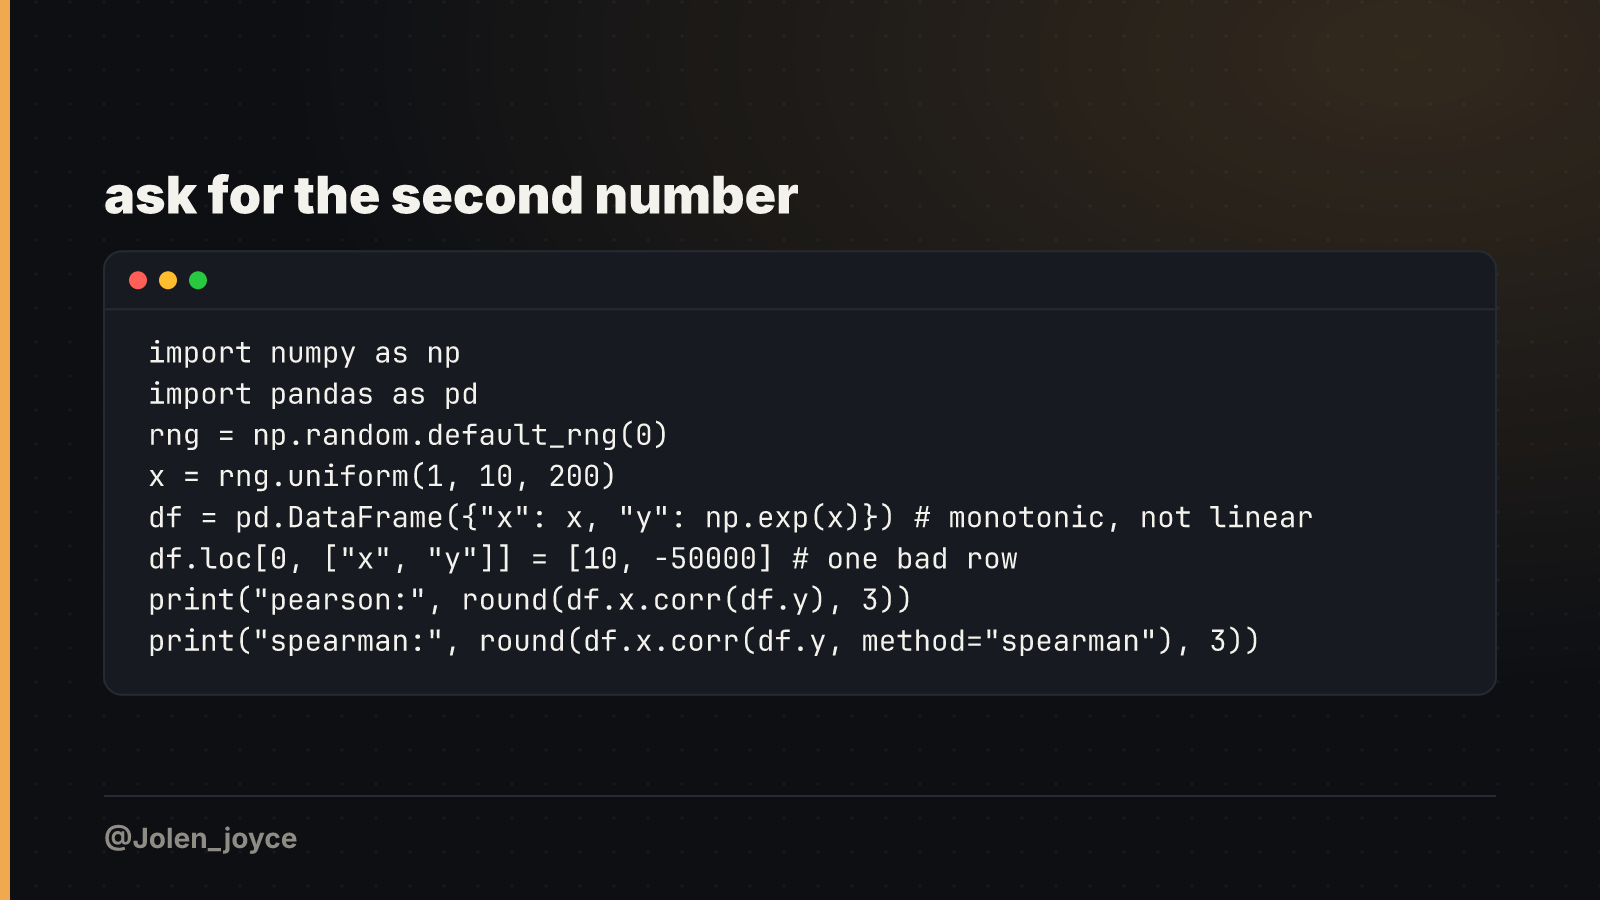 ask for the second number
import numpy as np
import pandas as pd
rng = np.random.default_rng(0)
x = rng.uniform(1, 10, 200)
df = pd.DataFrame({"x": x, "y": np.exp(x)}) # monotonic, not linear
df.loc[0, ["x", "y"]] = [10, -50000] # one bad row
print("pearson:", round(df.x.corr(df.y), 3))
print("spearman:", round(df.x.corr(df.y, method="spearman"), 3))
@Jolen_joyce